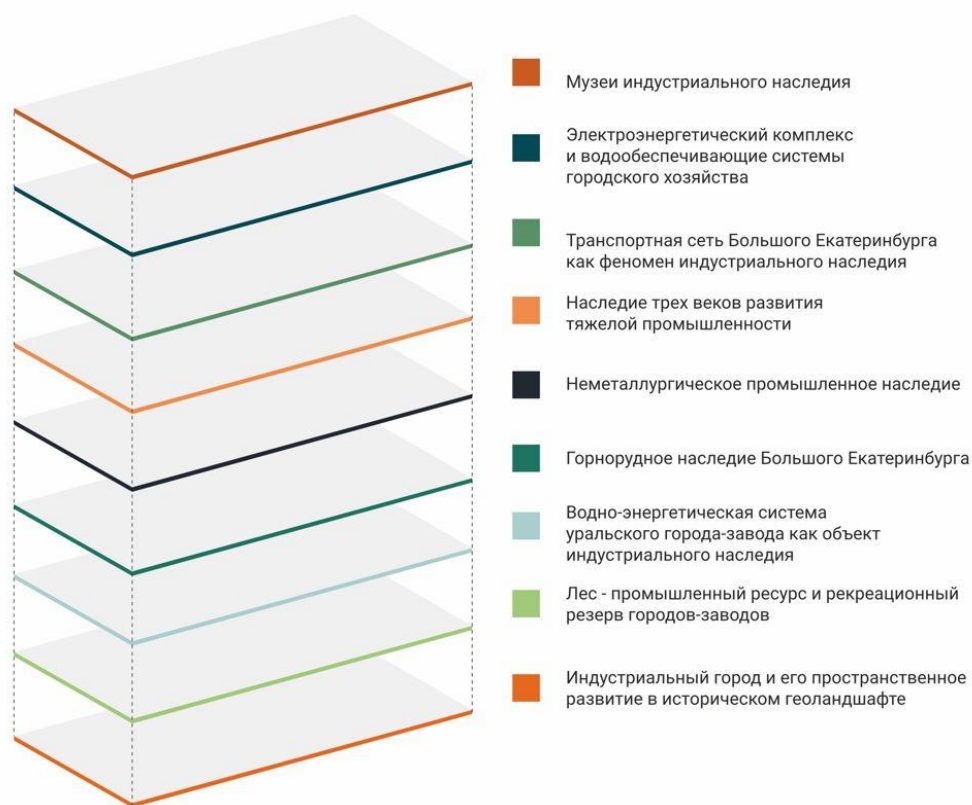 Музеи индустриального наследия
Электроэнергетический комплекс
и водообеспечивающие системы
городского хозяйства
Транспортная сеть Большого Екатеринбурга
как феномен индустриального наследия
Наследие трех веков развития
тяжелой промышленности
Неметаллургическое промышленное наследие
Горнорудное наследие Большого Екатеринбурга
Водно-энергетическая система
уральского города-завода как объект
индустриального наследия
Лес - промышленный ресурс и рекреационный
резерв городов-заводов
Индустриальный город и его пространственное
развитие в историческом геоландшафте